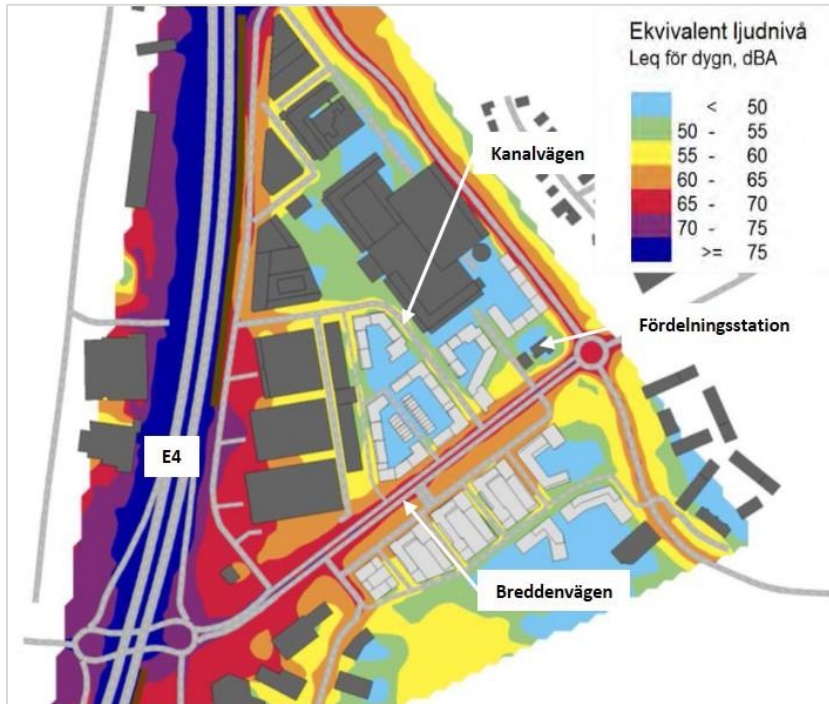 Ekvivalent ljudnivå
Leq för dygn, dBA
< 50
50 - 55
55 - 60
60 - 65
65 - 70
70 - 75
>= 75
Kanalvägen
Fördelningsstation
E4
Breddenvägen